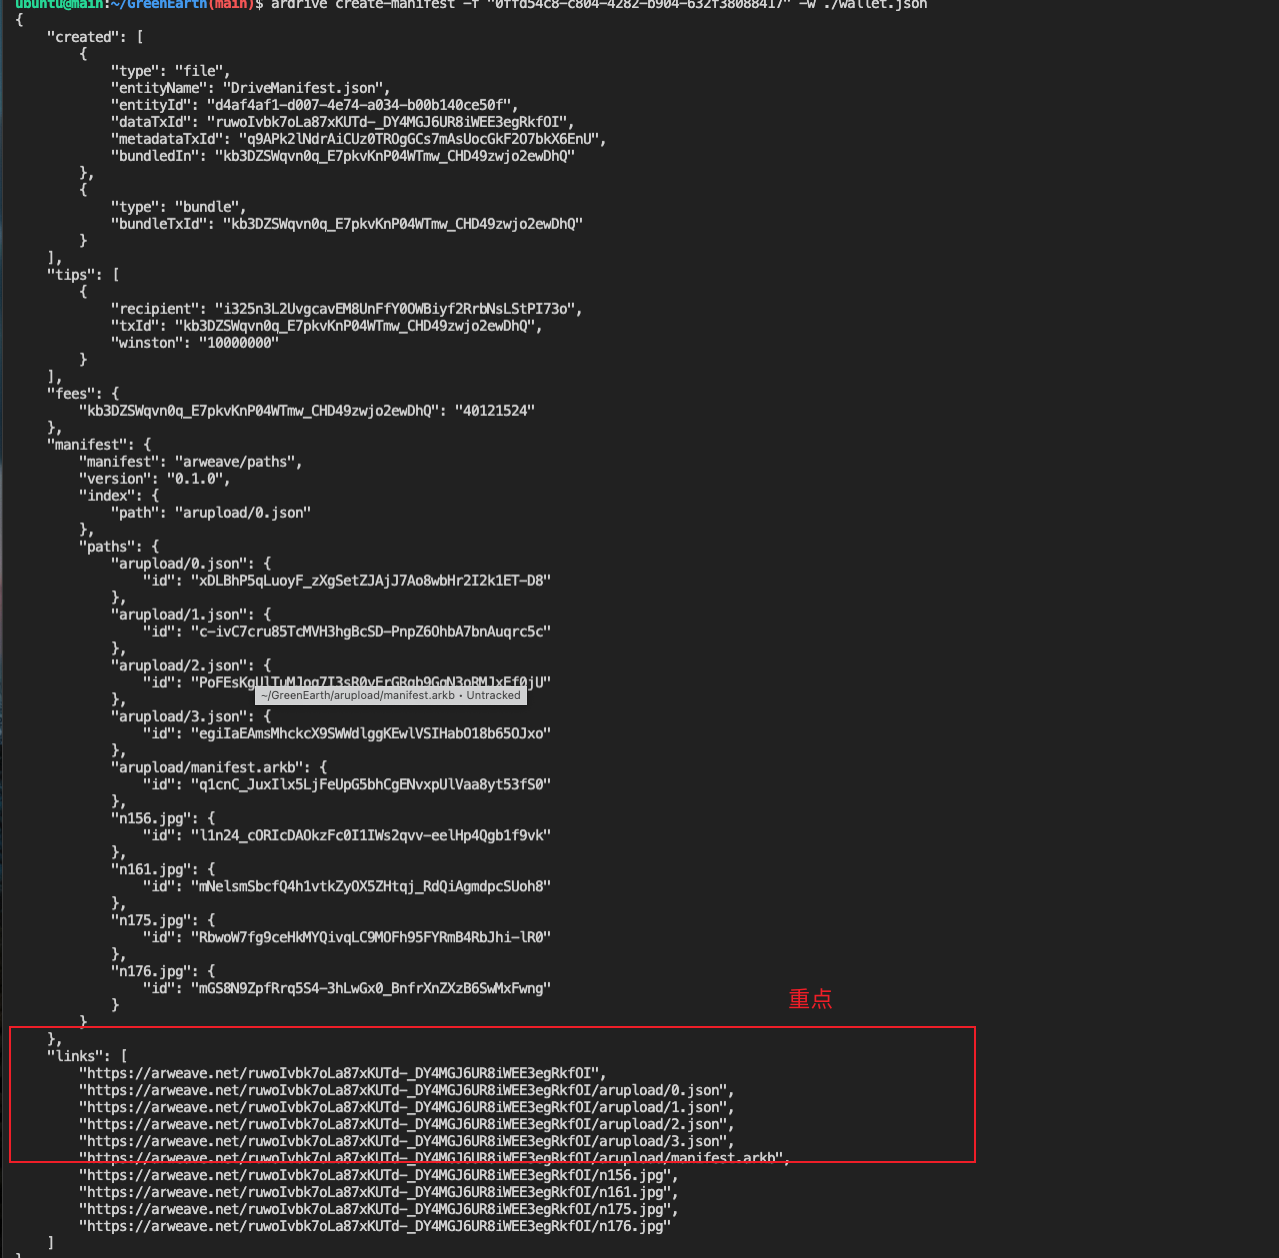 ubuntu@main:~/GreenEarth(main)$ ardrive create-manifest -f "0ffd54c8-c804-4282-b904-632f38088417" -w ./wallet.json
{
"created": [
{
"type": "file",
"entityName": "DriveManifest.json",
"entityId": "d4af4af1-d007-4e74-a034-b00b140ce50f",
"dataTxId": "ruwoIvbk7oLa87xKUTd-_DY4MGJ6UR8iWEE3egRkfOI",
"metadataTxId": "q9APk2lNdrAiCUz0TROgGCs7mAsUocGkF2O7bkX6EnU",
"bundledIn": "kb3DZSWqvn0q_E7pkvKnP04WTmw_CHD49zwjo2ewDhQ"
},
{
"type": "bundle",
"bundleTxId": "kb3DZSWqvn0q_E7pkvKnP04WTmw_CHD49zwjo2ewDhQ"
}
],
"tips": [
{
"recipient": "i325n3L2UvgcavEM8UnFfY0OWBiyf2RrbNsLStPI73o",
"txId": "kb3DZSWqvn0q_E7pkvKnP04WTmw_CHD49zwjo2ewDhQ",
"winston": "10000000"
}
],
"fees": {
"kb3DZSWqvn0q_E7pkvKnP04WTmw_CHD49zwjo2ewDhQ": "40121524"
},
"manifest": {
"manifest": "arweave/paths",
"version": "0.1.0",
"index": {
"path": "arupload/0.json"
},
"paths": {
"arupload/0.json": {
"id": "xDLBhP5qLuoyF_zXgSetZJAjJ7Ao8wbHr2I2k1ET-D8"
},
"arupload/1.json": {
"id": "c-ivC7cru85TcMVH3hgBcSD-PnpZ6OhbA7bnAuqrc5c"
},
"arupload/2.json": {
"id":
~/GreenEarth/arupload/manifest.arkb • Untracked
},
"arupload/3.json": {
"id": "egiIaEAmsMhckcX9SWWdlggKEwlVSIHabO18b65OJxo"
},
"arupload/manifest.arkb": {
"id": "q1cnC_JuxIlx5LjFeUpG5bhCgENvxpUlVaa8yt53fS0"
},
"n156.jpg": {
"id": "l1n24_cORIcDAOkzFc0I1IWs2qvv-eelHp4Qgb1f9vk"
},
"n161.jpg": {
"id": "mNelsmSbcfQ4h1vtkZyOX5ZHtqj_RdQiAgmdpcSUoh8"
},
"n175.jpg": {
"id": "RbwoW7fg9ceHkMYQivqLC9MOFh95FYRmB4RbJhi-lR0"
},
"n176.jpg": {
"id": "mGS8N9ZpfRrq5S4-3hLwGx0_BnfrXnZXzB6SwMxFwng"
}
重点
}
},
"links": [
"https://arweave.net/ruwoIvbk7oLa87xKUTd-_DY4MGJ6UR8iWEE3egRkfOI",
"https://arweave.net/ruwoIvbk7oLa87xKUTd-_DY4MGJ6UR8iWEE3egRkfOI/arupload/0.json",
"https://arweave.net/ruwoIvbk7oLa87xKUTd-_DY4MGJ6UR8iWEE3egRkfOI/arupload/1.json",
"https://arweave.net/ruwoIvbk7oLa87xKUTd-_DY4MGJ6UR8iWEE3egRkfOI/arupload/2.json",
"https://arweave.net/ruwoIvbk7oLa87xKUTd-_DY4MGJ6UR8iWEE3egRkfOI/arupload/3.json",
"https://arweave.net/ruwoIvbk7oLa87xKUTd-_DY4MGJ6UR8iWEE3egRkfOI/arupload/manifest.arkb",
"https://arweave.net/ruwoIvbk7oLa87xKUTd-_DY4MGJ6UR8iWEE3egRkfOI/n156.jpg",
"https://arweave.net/ruwoIvbk7oLa87xKUTd-_DY4MGJ6UR8iWEE3egRkfOI/n161.jpg",
"https://arweave.net/ruwoIvbk7oLa87xKUTd-_DY4MGJ6UR8iWEE3egRkfOI/n175.jpg",
"https://arweave.net/ruwoIvbk7oLa87xKUTd-_DY4MGJ6UR8iWEE3egRkfOI/n176.jpg"
]